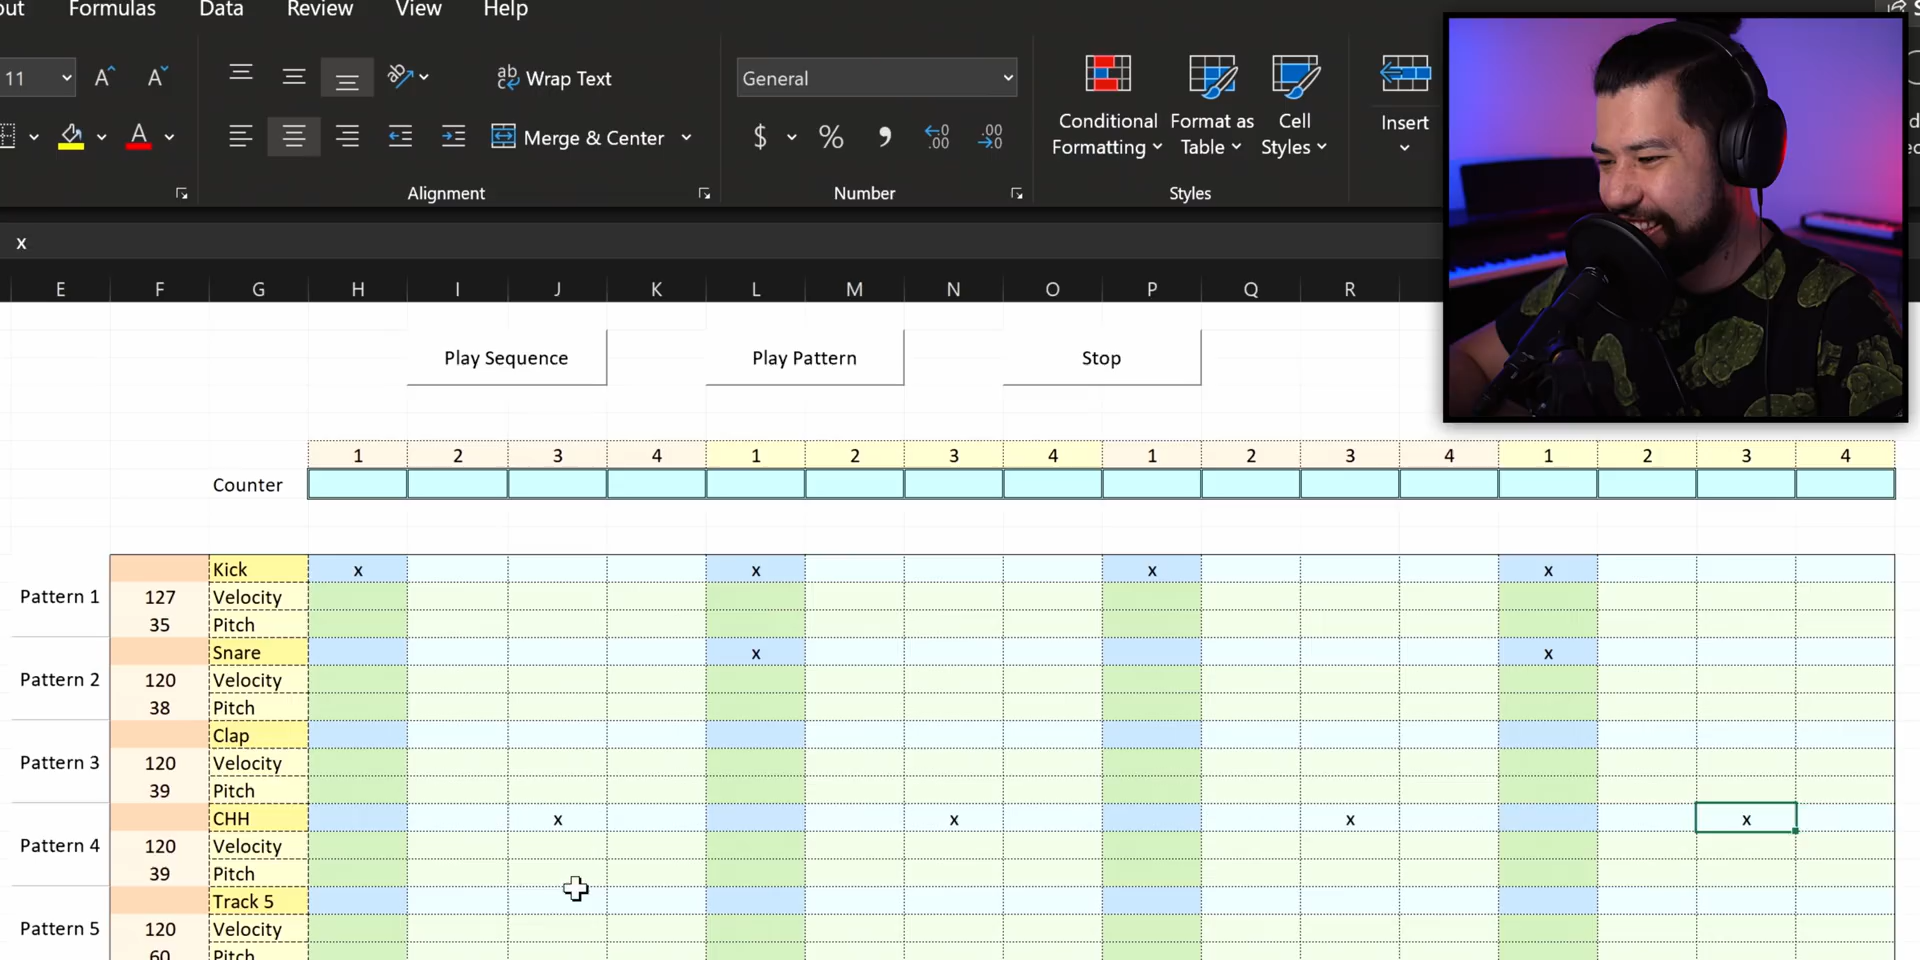 out Formulas Data Review View Help
11 Wrap Text General
Merge & Center
Conditional Formatting
Format as Table
Cell Styles
Insert
Alignment Number Styles
x
E F G H I J K L M N O P Q R
Play Sequence Play Pattern Stop
1 2 3 4 1 2 3 4 1 2 3 4 1 2 3 4
Counter
Kick x x x x
Pattern 1 127 Velocity
35 Pitch
Snare x x
Pattern 2 120 Velocity
38 Pitch
Clap
Pattern 3 120 Velocity
39 Pitch
CHH x x x x
Pattern 4 120 Velocity
39 Pitch
Track 5
Pattern 5 120 Velocity
60 Pitch